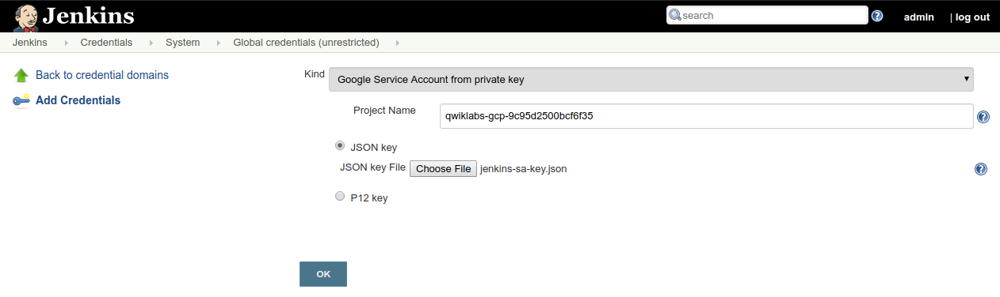 Jenkins
search ?
admin | log out
Jenkins Credentials System Global credentials (unrestricted)
Back to credential domains
Add Credentials
Kind Google Service Account from private key
Project Name qwiklabs-gcp-9c95d2500bcf6f35 ?
JSON key
JSON key File Choose File jenkins-sa-key.json ?
P12 key
OK